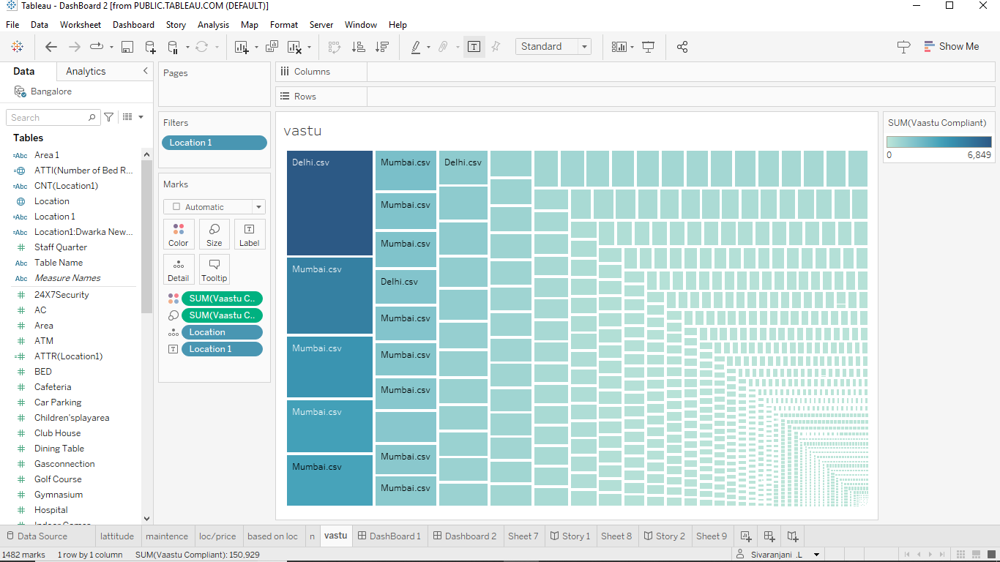 Tableau - DashBoard 2 [from PUBLIC.TABLEAU.COM (DEFAULT)]
File Data Worksheet Dashboard Story Analysis Map Format Server Window Help
Standard
Show Me
Data Analytics
Bangalore
Search
Tables
=Abc Area 1
ATTI(Number of Bed R...
=Abc CNT(Location1)
Location
=Abc Location 1
=Abc Location1:Dwarka New...
Staff Quarter
Abc Table Name
Abc Measure Names
24X7Security
AC
Area
ATM
ATTR(Location1)
BED
Cafeteria
Car Parking
Children'splayarea
Club House
Dining Table
Gasconnection
Golf Course
Gymnasium
Hospital
Pages
Filters
Location 1
Marks
Automatic
Color Size Label
Detail Tooltip
SUM(Vaastu C..
SUM(Vaastu C..
Location
Location 1
Columns
Rows
vastu
Delhi.csv
Mumbai.csv
Mumbai.csv
Mumbai.csv
Mumbai.csv
Mumbai.csv
Mumbai.csv
Mumbai.csv
Delhi.csv
Mumbai.csv
Mumbai.csv
Mumbai.csv
Mumbai.csv
Mumbai.csv
Delhi.csv
SUM(Vaastu Compliant)
0 6,849
Data Source lattitude maintence loc/price based on loc n vastu DashBoard 1 Dashboard 2 Sheet 7 Story 1 Sheet 8 Story 2 Sheet 9
1482 marks 1 row by 1 column SUM(Vaastu Compliant): 150,929 Sivaranjani .L